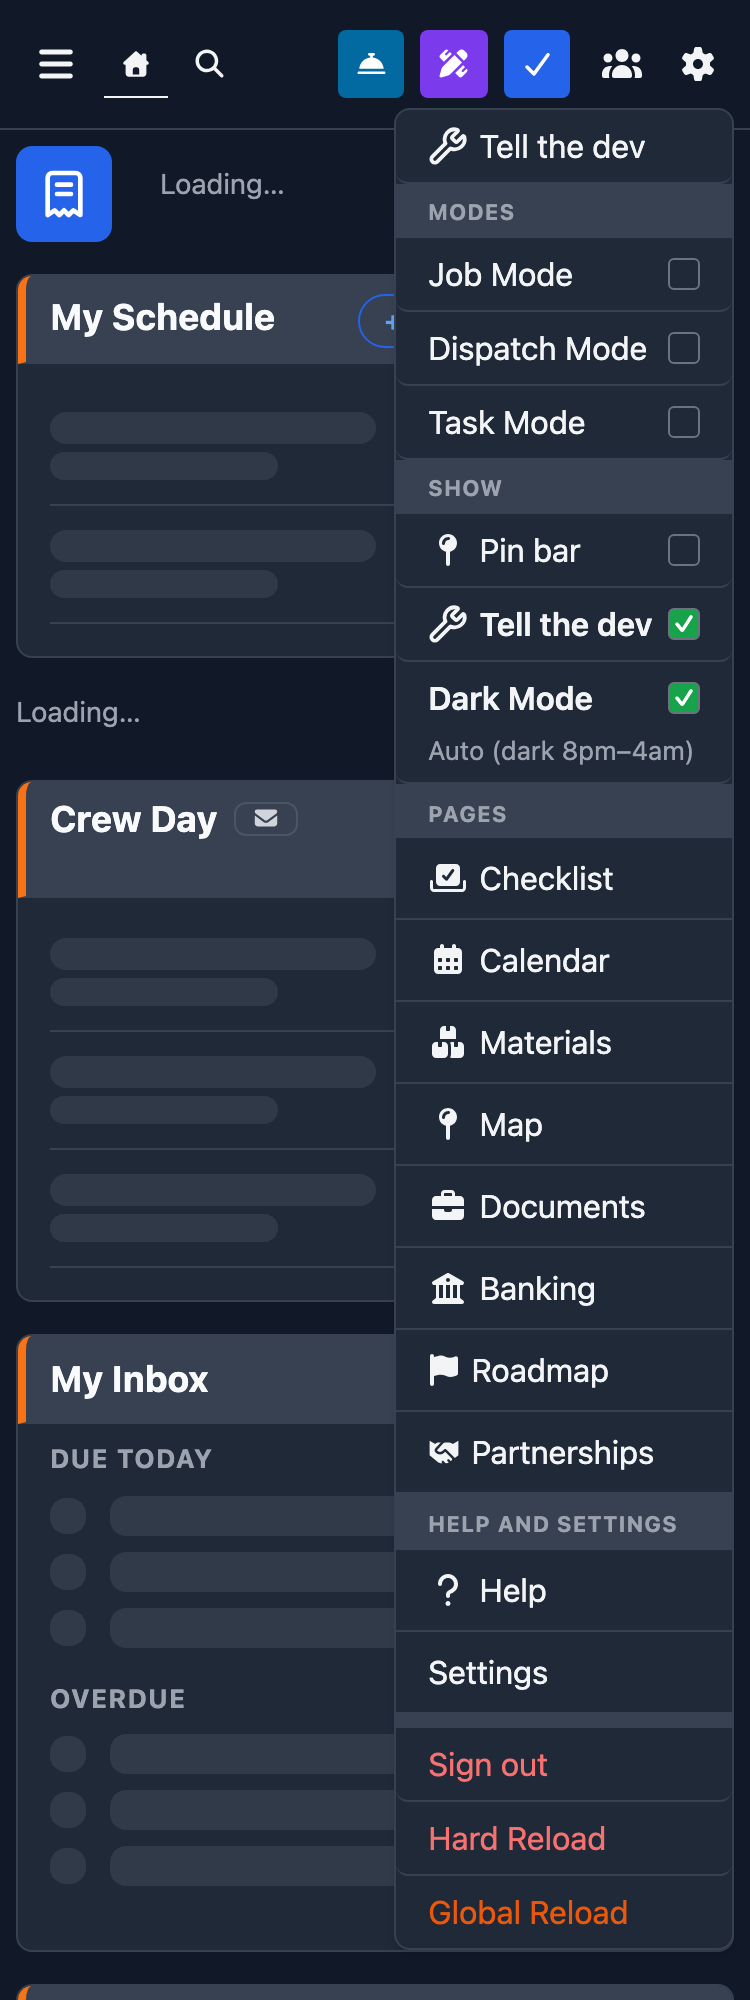 Loading...
Tell the dev
MODES
Job Mode
Dispatch Mode
Task Mode
SHOW
Pin bar
Tell the dev
Dark Mode
Auto (dark 8pm–4am)
PAGES
Checklist
Calendar
Materials
Map
Documents
Banking
Roadmap
Partnerships
HELP AND SETTINGS
Help
Settings
Sign out
Hard Reload
Global Reload
My Schedule
+
Loading...
Crew Day
My Inbox
DUE TODAY
OVERDUE